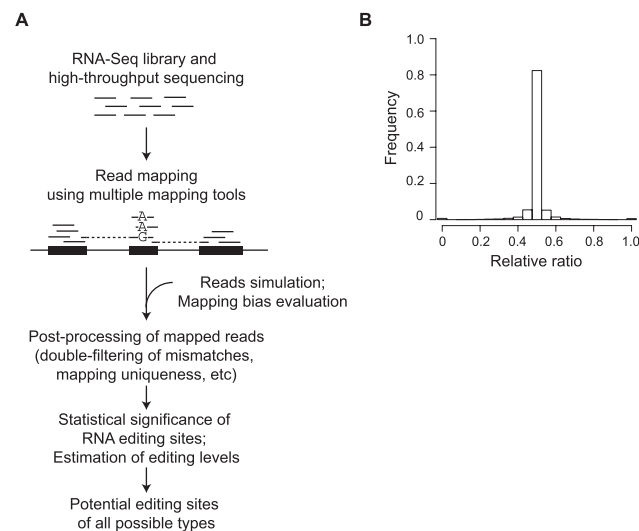 A
RNA-Seq library and
high-throughput sequencing
Read mapping
using multiple mapping tools
A
A
G
Reads simulation;
Mapping bias evaluation
Post-processing of mapped reads
(double-filtering of mismatches,
mapping uniqueness, etc)
Statistical significance of
RNA editing sites;
Estimation of editing levels
Potential editing sites
of all possible types
B
1.0
0.8
0.6
0.4
0.2
0
Frequency
0 0.2 0.4 0.6 0.8 1.0
Relative ratio